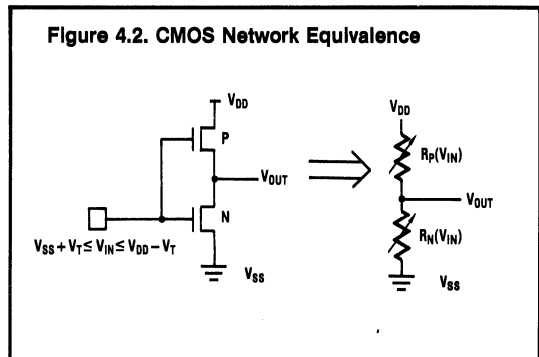 Figure 4.2. CMOS Network Equivalence
VDD
P
VOUT
N
VSS + VT ≤ VIN ≤ VDD – VT
VSS
VDD
RP(VIN)
VOUT
RN(VIN)
VSS